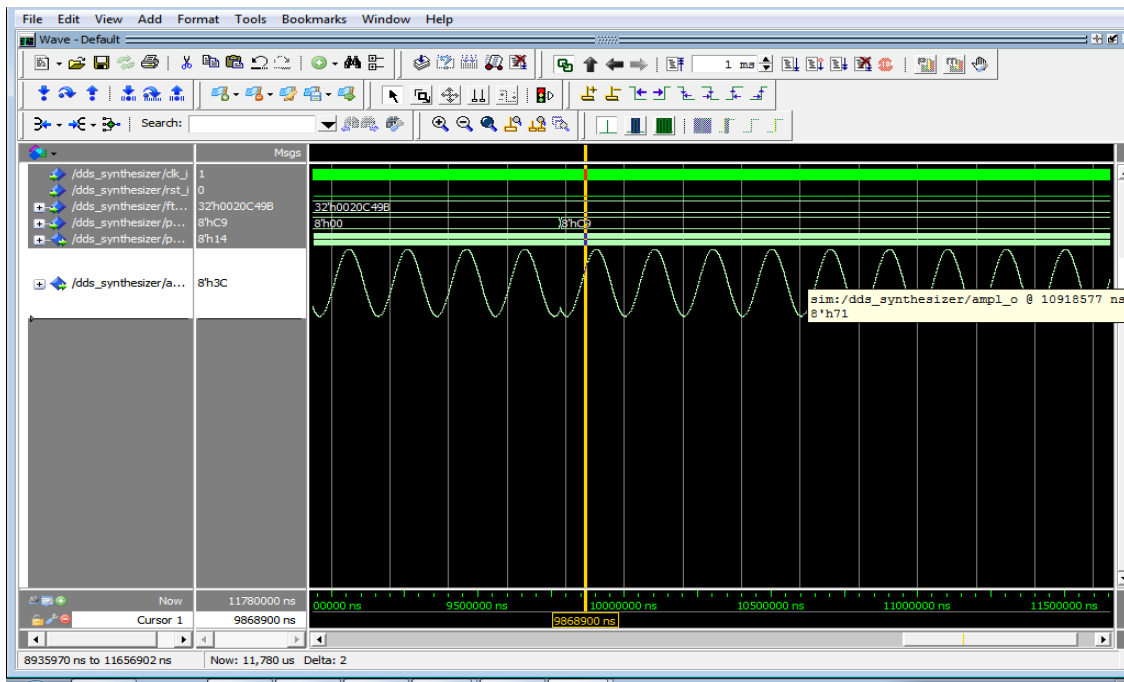 File Edit View Add Format Tools Bookmarks Window Help
Wave - Default
1 ms
Search:
Msgs
/dds_synthesizer/clk_i 1
/dds_synthesizer/rst_i 0
/dds_synthesizer/ft... 32'h0020C49B 32'h0020C49B
/dds_synthesizer/p... 8'hC9 8'h00 8'hC9
/dds_synthesizer/p... 8'h14
/dds_synthesizer/a... 8'h3C
sim:/dds_synthesizer/ampl_o @ 10918577 ns
8'h71
Now 11780000 ns 00000 ns 9500000 ns 10000000 ns 10500000 ns 11000000 ns 11500000 ns
Cursor 1 9868900 ns 9868900 ns
8935970 ns to 11656902 ns Now: 11,780 us Delta: 2